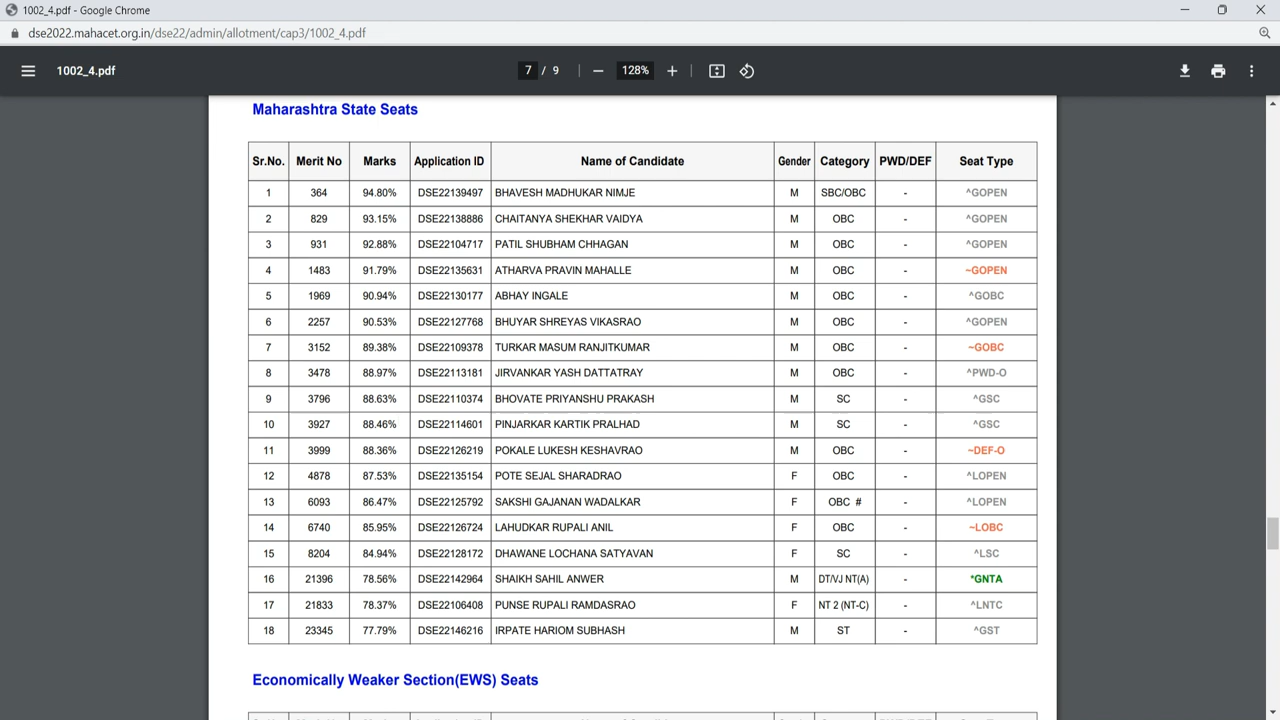 1002_4.pdf - Google Chrome
dse2022.mahacet.org.in/dse22/admin/allotment/cap3/1002_4.pdf
1002_4.pdf 7 / 9 128%
Maharashtra State Seats
Sr.No. Merit No Marks Application ID Name of Candidate Gender Category PWD/DEF Seat Type
1 364 94.80% DSE22139497 BHAVESH MADHUKAR NIMJE M SBC/OBC - ^GOPEN
2 829 93.15% DSE22138886 CHAITANYA SHEKHAR VAIDYA M OBC - ^GOPEN
3 931 92.88% DSE22104717 PATIL SHUBHAM CHHAGAN M OBC - ^GOPEN
4 1483 91.79% DSE22135631 ATHARVA PRAVIN MAHALLE M OBC - ~GOPEN
5 1969 90.94% DSE22130177 ABHAY INGALE M OBC - ^GOBC
6 2257 90.53% DSE22127768 BHUYAR SHREYAS VIKASRAO M OBC - ^GOPEN
7 3152 89.38% DSE22109378 TURKAR MASUM RANJITKUMAR M OBC - ~GOBC
8 3478 88.97% DSE22113181 JIRVANKAR YASH DATTATRAY M OBC - ^PWD-O
9 3796 88.63% DSE22110374 BHOVATE PRIYANSHU PRAKASH M SC - ^GSC
10 3927 88.46% DSE22114601 PINJARKAR KARTIK PRALHAD M SC - ^GSC
11 3999 88.36% DSE22126219 POKALE LUKESH KESHAVRAO M OBC - ~DEF-O
12 4878 87.53% DSE22135154 POTE SEJAL SHARADRAO F OBC - ^LOPEN
13 6093 86.47% DSE22125792 SAKSHI GAJANAN WADALKAR F OBC # - ^LOPEN
14 6740 85.95% DSE22126724 LAHUDKAR RUPALI ANIL F OBC - ~LOBC
15 8204 84.94% DSE22128172 DHAWANE LOCHANA SATYAVAN F SC - ^LSC
16 21396 78.56% DSE22142964 SHAIKH SAHIL ANWER M DT/VJ NT(A) - *GNTA
17 21833 78.37% DSE22106408 PUNSE RUPALI RAMDASRAO F NT 2 (NT-C) - ^LNTC
18 23345 77.79% DSE22146216 IRPATE HARIOM SUBHASH M ST - ^GST
Economically Weaker Section(EWS) Seats